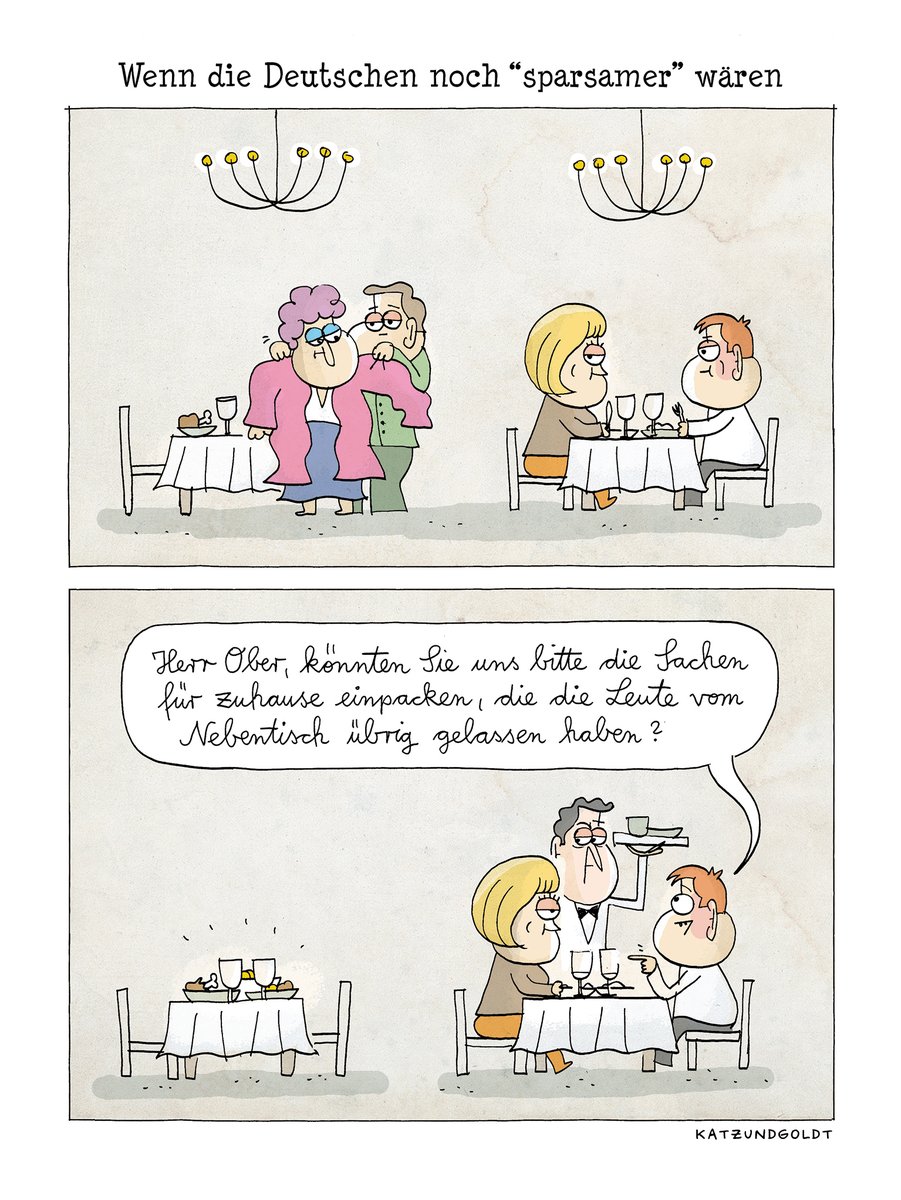 Wenn die Deutschen noch “sparsamer” wären
Herr Ober, könnten Sie uns bitte die Sachen
für zuhause einpacken, die die Leute vom
Nebentisch übrig gelassen haben?
KATZUNDGOLDT